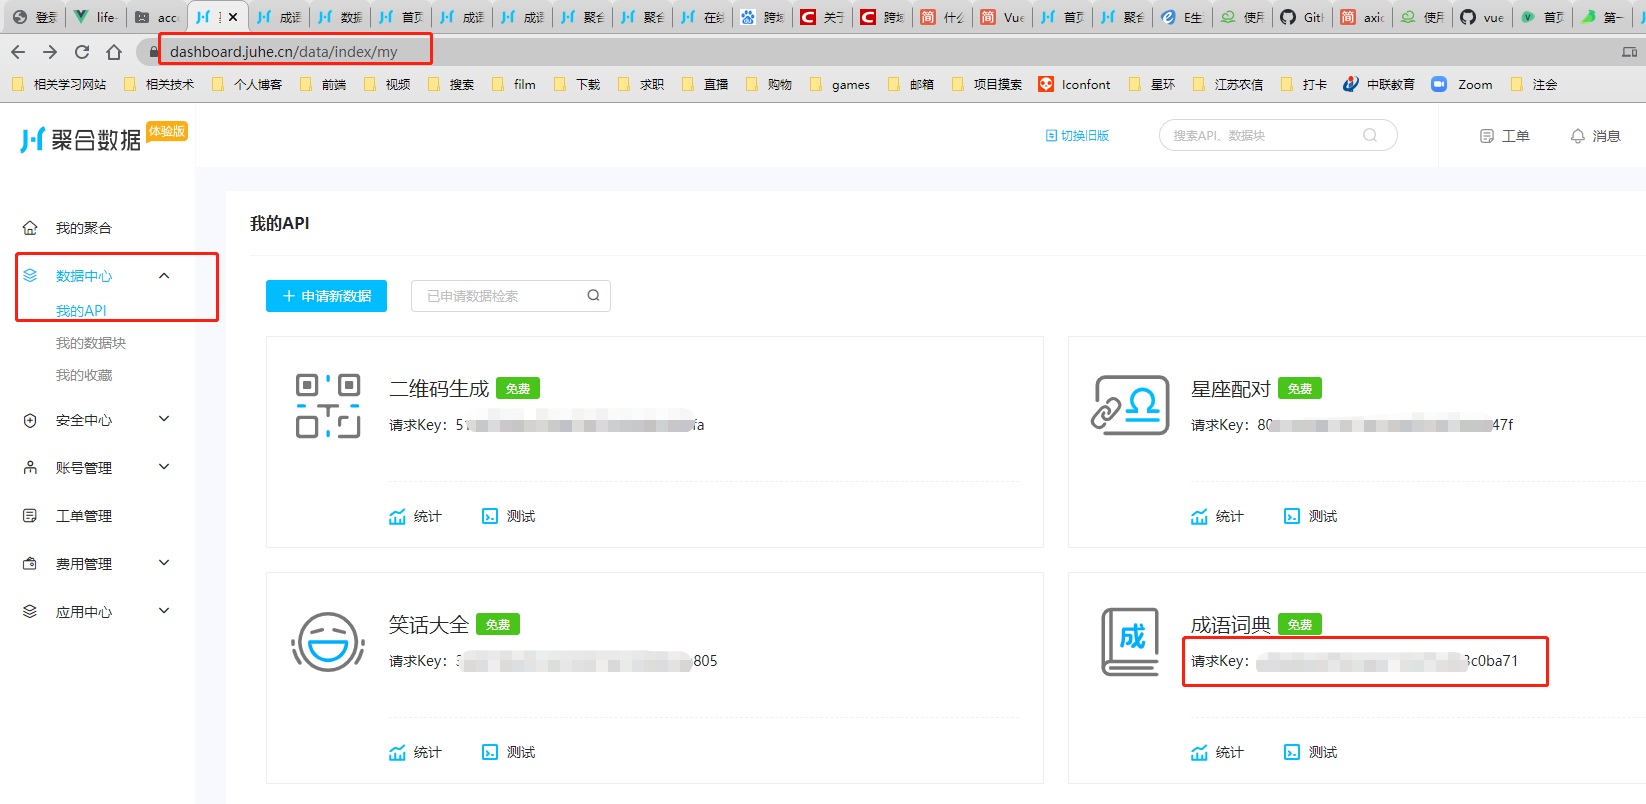 登录
life-
acc
成语
数据
首页
成语
成语
聚合
聚合
在线
跨域
关于
跨域
什么
Vue
首页
聚合
E生
使用
Git
axi
使用
vue
首页
第一
dashboard.juhe.cn/data/index/my
相关学习网站 相关技术 个人博客 前端 视频 搜索 film 下载 求职 直播 购物 games 邮箱 项目摸索 Iconfont 星环 江苏农信 打卡 中联教育 Zoom 注会
聚合数据 体验版
切换旧版
搜索API、数据块
工单
消息
我的聚合
数据中心
我的API
我的数据块
我的收藏
安全中心
账号管理
工单管理
费用管理
应用中心
我的API
申请新数据
已申请数据检索
二维码生成 免费
请求Key：51 fa
统计 测试
星座配对 免费
请求Key：80 47f
统计 测试
笑话大全 免费
请求Key：3 805
统计 测试
成
成语词典 免费
请求Key： c0ba71
统计 测试